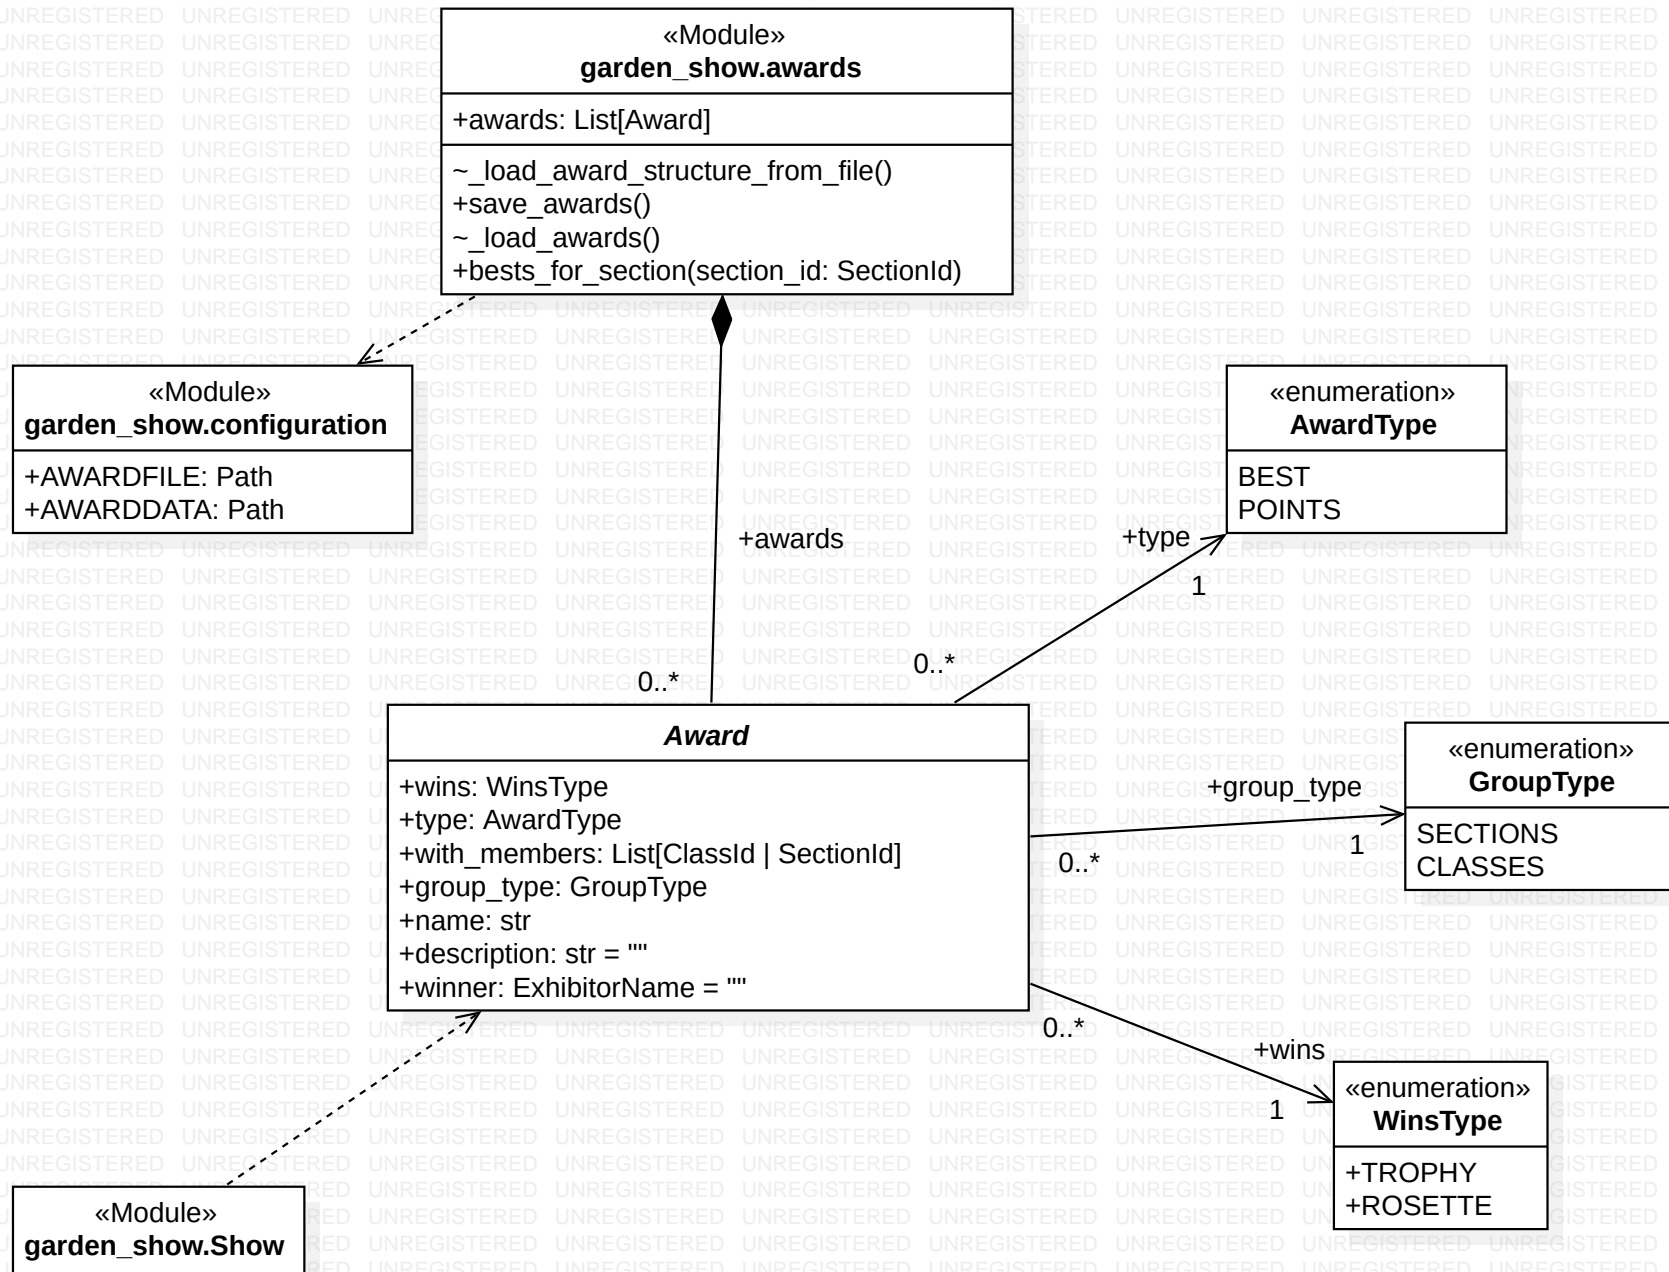 «Module»
garden_show.awards
+awards: List[Award]
~_load_award_structure_from_file()
+save_awards()
~_load_awards()
+bests_for_section(section_id: SectionId)
«Module»
garden_show.configuration
+AWARDFILE: Path
+AWARDDATA: Path
«enumeration»
AwardType
BEST
POINTS
+awards
0..*
+type
1
0..*
Award
+wins: WinsType
+type: AwardType
+with_members: List[ClassId | SectionId]
+group_type: GroupType
+name: str
+description: str = ""
+winner: ExhibitorName = ""
+group_type
1
0..*
«enumeration»
GroupType
SECTIONS
CLASSES
0..*
+wins
1
«enumeration»
WinsType
+TROPHY
+ROSETTE
«Module»
garden_show.Show
UNREGISTERED